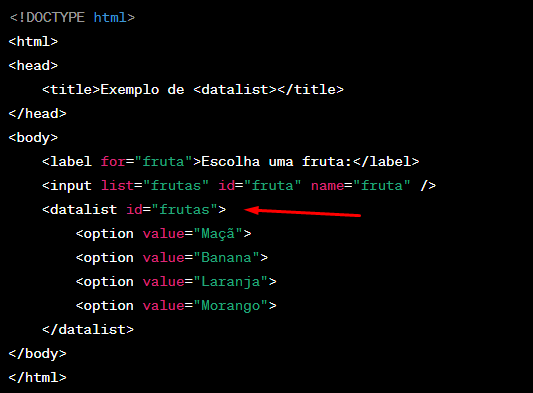 <!DOCTYPE html>
<html>
<head>
    <title>Exemplo de <datalist></title>
</head>
<body>
    <label for="fruta">Escolha uma fruta:</label>
    <input list="frutas" id="fruta" name="fruta" />
    <datalist id="frutas">
        <option value="Maçã">
        <option value="Banana">
        <option value="Laranja">
        <option value="Morango">
    </datalist>
</body>
</html>